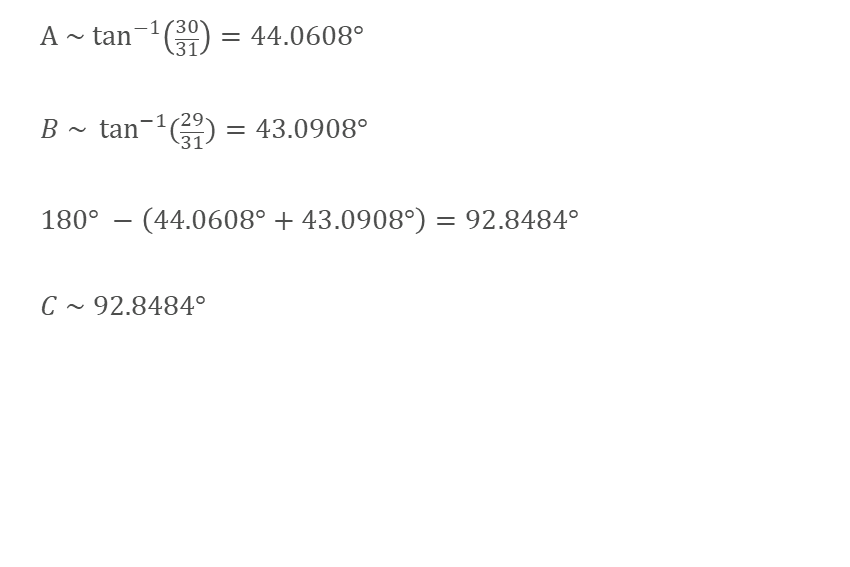 A ~ tan⁻¹(30/31) = 44.0608°
B ~ tan⁻¹(29/31) = 43.0908°
180° − (44.0608° + 43.0908°) = 92.8484°
C ~ 92.8484°